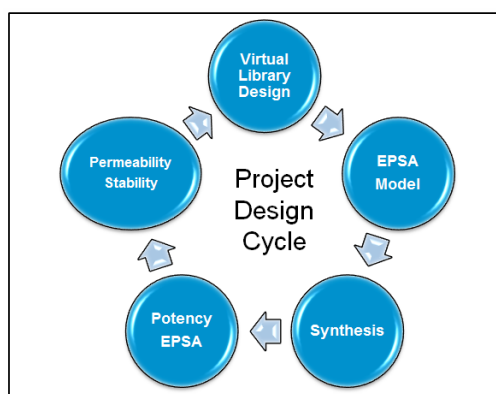 Virtual
Library
Design
EPSA
Model
Synthesis
Potency
EPSA
Permeability
Stability
Project
Design
Cycle